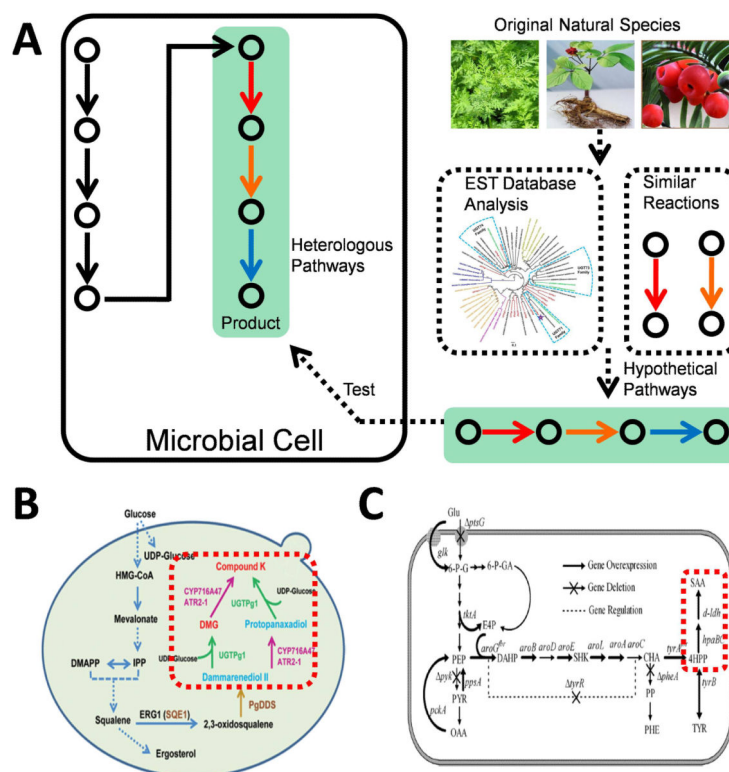 A
Original Natural Species
EST Database
Analysis
Similar
Reactions
Heterologous
Pathways
Product
Test
Hypothetical
Pathways
Microbial Cell
B
Glucose
UDP-Glucose
HMG-CoA
Mevalonate
DMAPP
IPP
Squalene
ERG1 (SQE1)
2,3-oxidosqualene
Ergosterol
Compound K
CYP716A47
ATR2-1
UGTPg1
UDP-Glucose
DMG
Protopanaxadiol
UDP-Glucose
UGTPg1
CYP716A47
ATR2-1
Dammarenediol II
PgDDS
C
Glu
ΔptsG
glk
6-P-G
6-P-GA
tktA
E4P
aroG^fbr
PEP
DAHP
aroB
aroD
aroE
SHK
aroL
aroA
aroC
CHA
tyrA
4HPP
Δpyk
ppsA
PYR
pckA
OAA
ΔtyrR
ΔpheA
PP
PHE
tyrB
TYR
hpaBC
d-ldh
SAA
Gene Overexpression
Gene Deletion
Gene Regulation